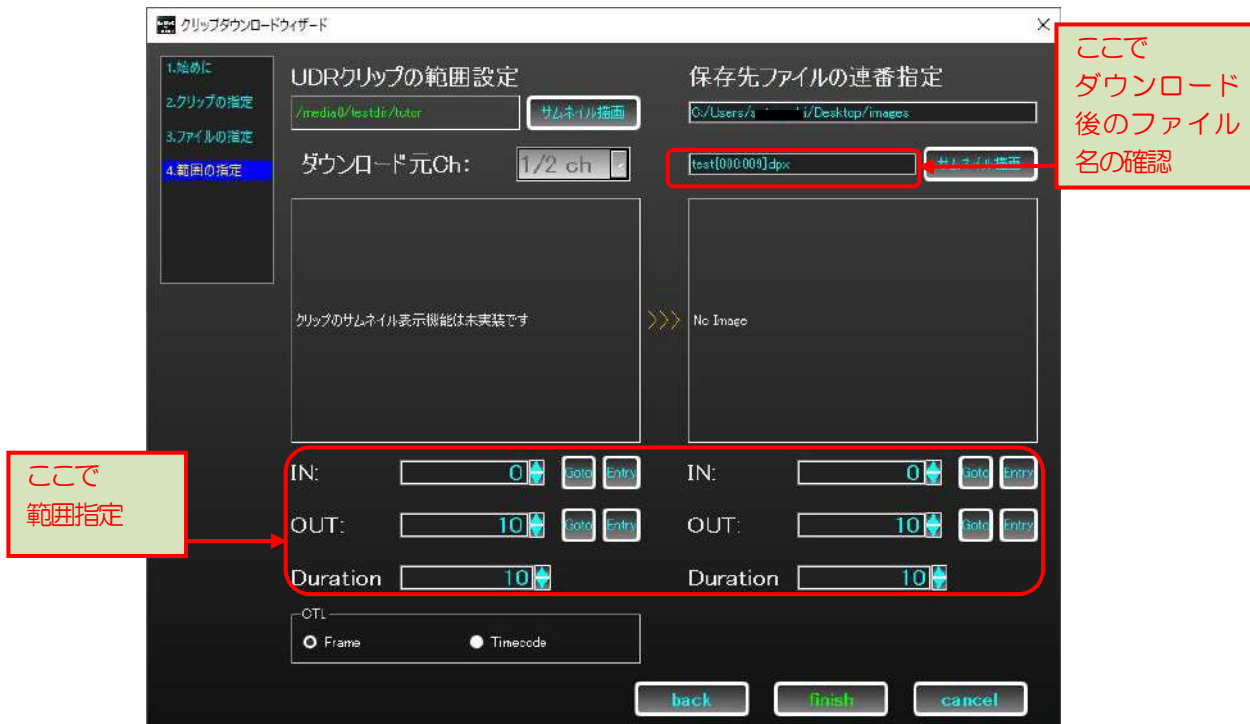 クリップダウンロードウィザード
1.始めに
2.クリップの指定
3.ファイルの指定
4.範囲の指定
UDRクリップの範囲設定
/media0/testdir/tutor
サムネイル描画
ダウンロード元Ch:
1/2 ch
クリップのサムネイル表示機能は未実装です
>>>
保存先ファイルの連番指定
C:/Users/s i/Desktop/images
test[000:009]dpx
サムネイル描画
No Image
ここで
ダウンロード
後のファイル
名の確認
ここで
範囲指定
IN: 0 Goto Entry
OUT: 10 Goto Entry
Duration 10
IN: 0 Goto Entry
OUT: 10 Goto Entry
Duration 10
CTL
Frame Timecode
back finish cancel